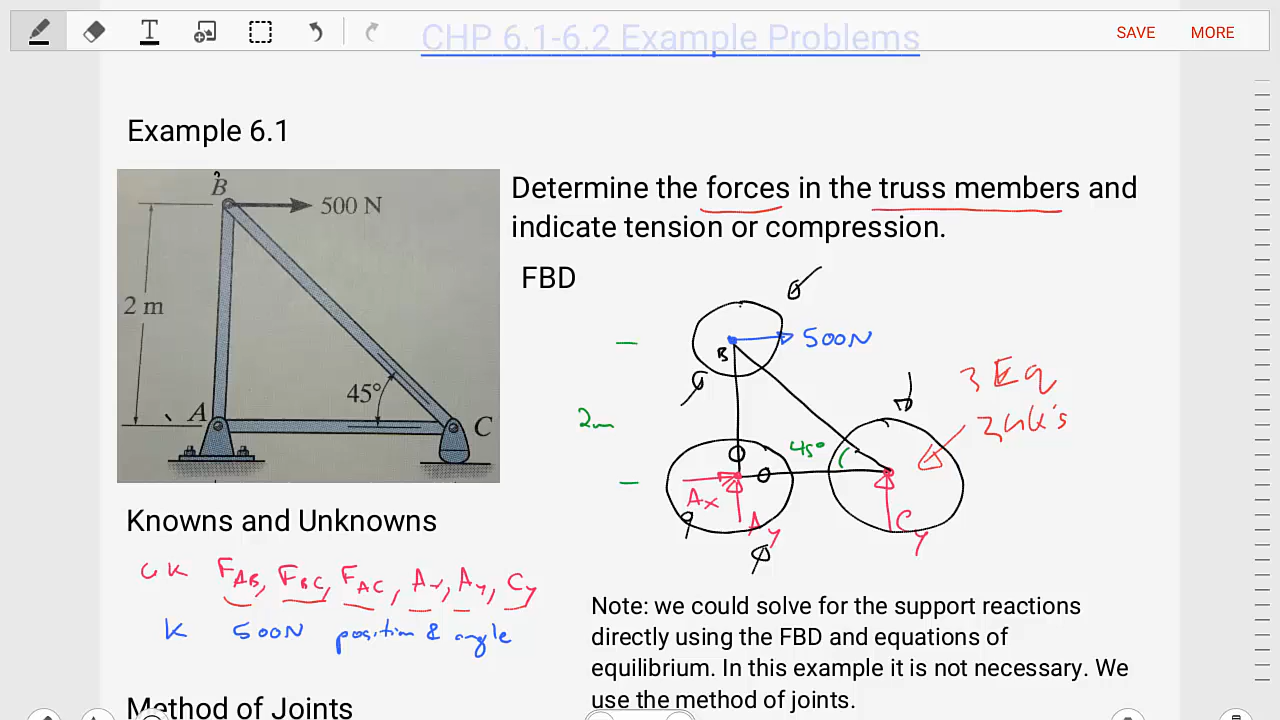 SAVE
MORE
CHP 6.1-6.2 Example Problems
Example 6.1
B
500 N
2 m
45°
A
C
Determine the forces in the truss members and
indicate tension or compression.
FBD
B
500N
2m
45°
3 Eq
Ax
Ay
Cy
Knowns and Unknowns
UK FAB, FBC, FAC, Ax, Ay, Cy
K 500N position & angle
Note: we could solve for the support reactions
directly using the FBD and equations of
equilibrium. In this example it is not necessary. We
use the method of joints.
Method of Joints